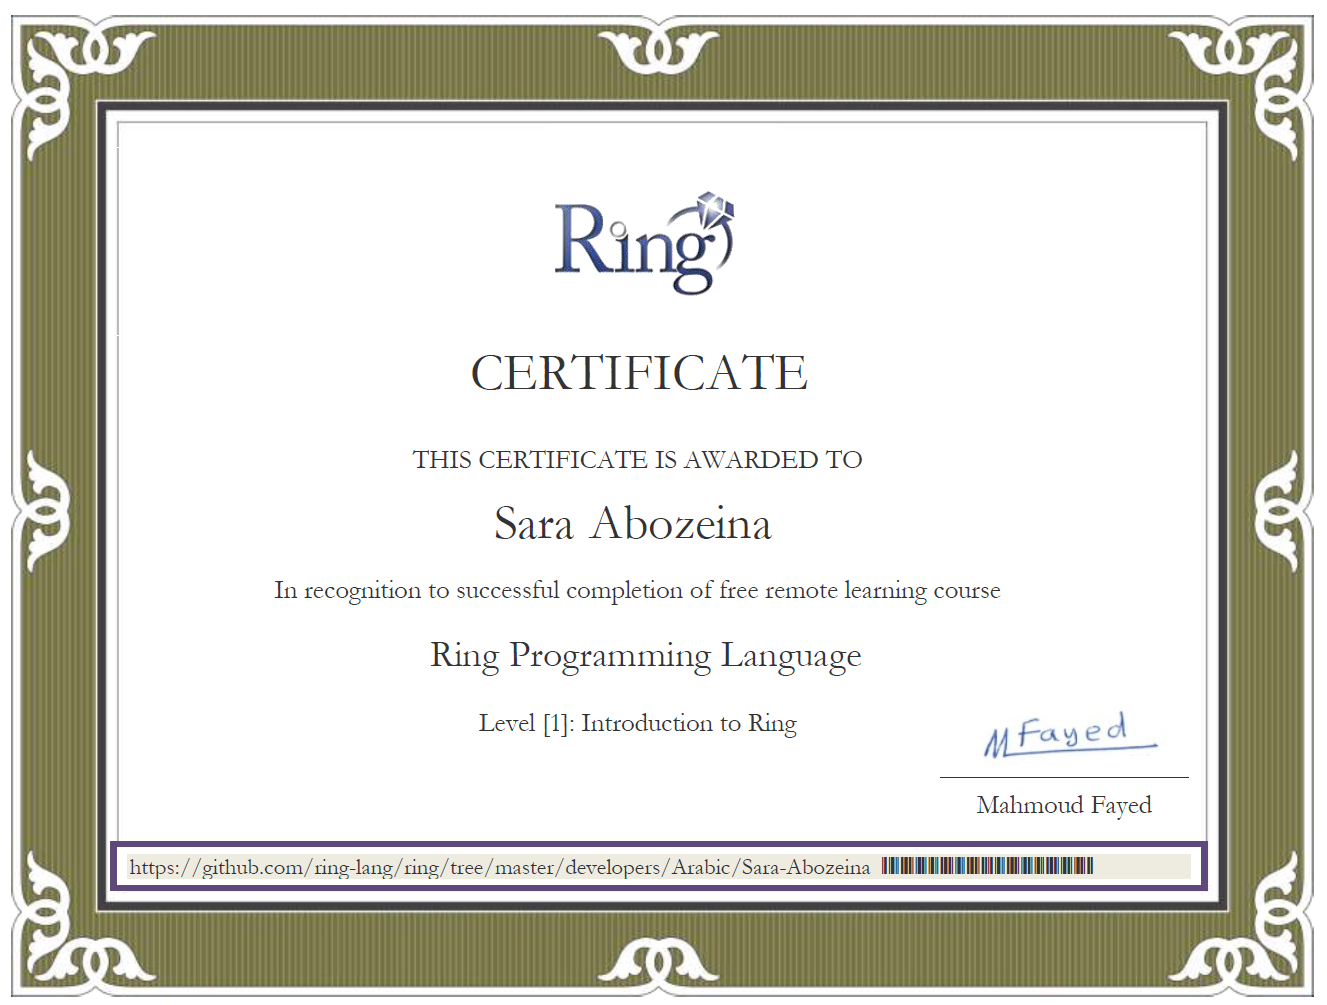 Ring
CERTIFICATE
THIS CERTIFICATE IS AWARDED TO
Sara Abozeina
In recognition to successful completion of free remote learning course
Ring Programming Language
Level [1]: Introduction to Ring
MFayed
Mahmoud Fayed
https://github.com/ring-lang/ring/tree/master/developers/Arabic/Sara-Abozeina